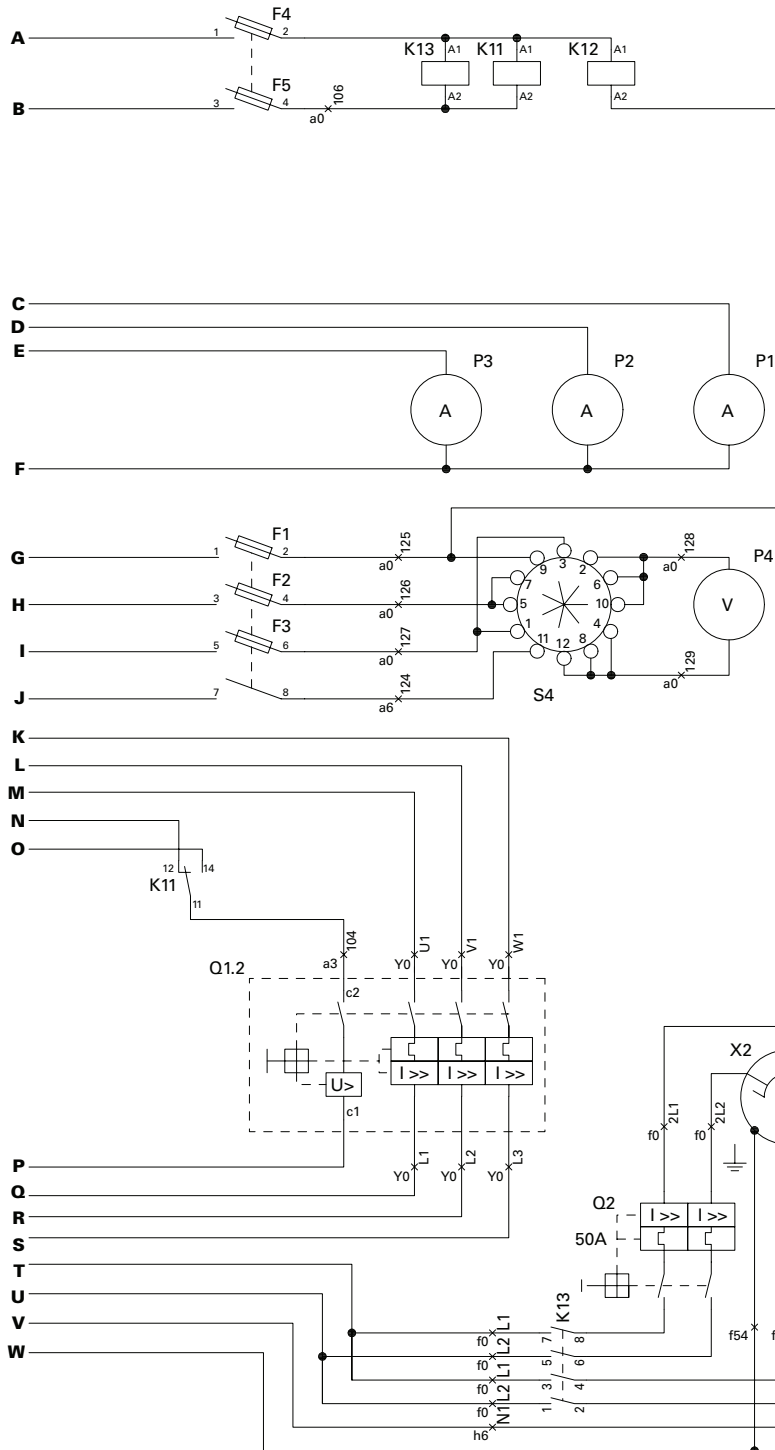 F4
A 1 2
K13 A1 K11 A1 K12 A1
F5
A2 A2 A2
B 3 4 106
a0
C
D
E
P3 P2 P1
A A A
F
F1
G 1 2 125 128
a0 a0
3 2
9
P4
F2
7 6
H 3 4 126
a0
5 10
V
F3
1 4
I 5 6 127
a0
11 12 8
129
a0
J 7 8 124
a6
S4
K
L
M
N
O
12 14
K11
11
104 U1 V1 W1
a3 Y0 Y0 Y0
Q1.2
c2
I >> I >> I >>
U>
c1
X2
2L1 2L2
f0 f0
P
L1 L2 L3
Y0 Y0 Y0
Q
R
S
Q2
I >> I >>
50A
T
U
V
W
K13
L1
f0 7 8
L2
f0 5 6
L1
f0 3 4
L2
f0 1 2
N1
h6
f54 f